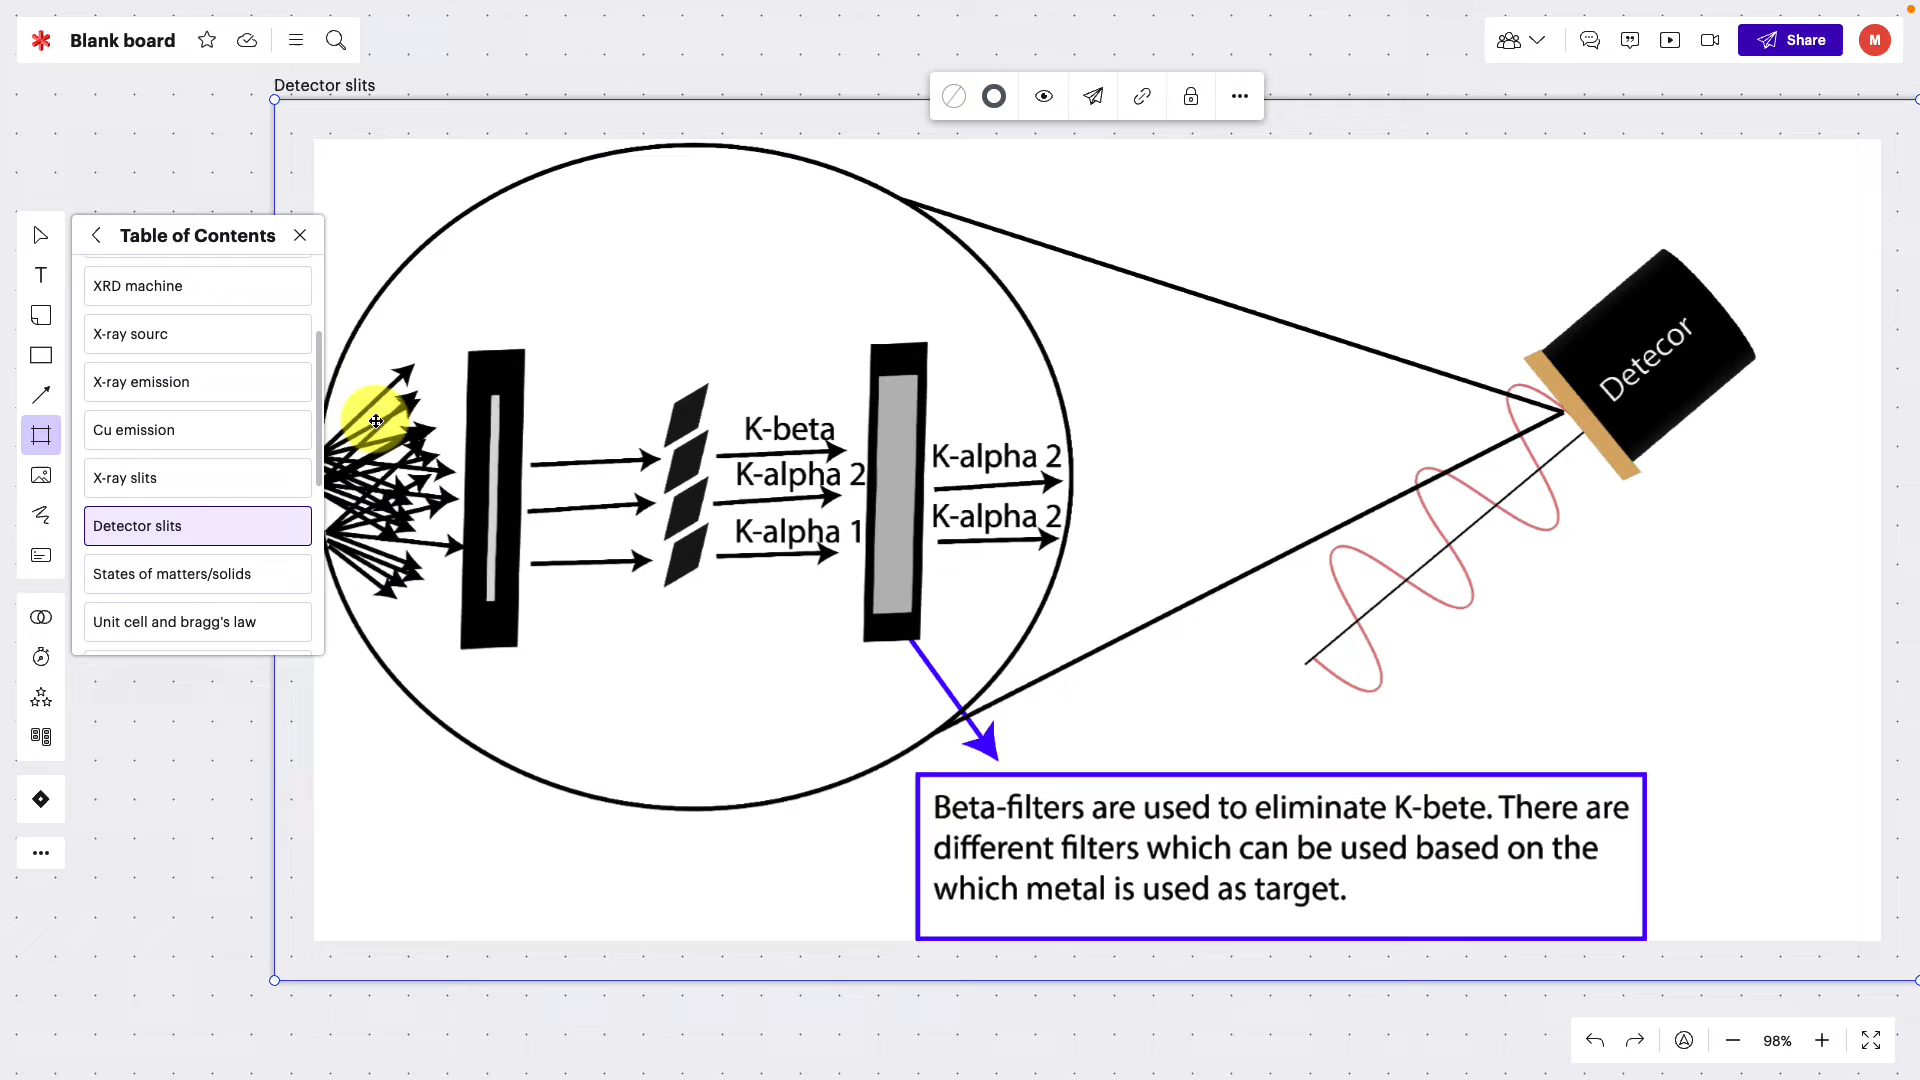 Blank board
Share
M
Detector slits
Table of Contents
XRD machine
X-ray sourc
X-ray emission
Cu emission
X-ray slits
Detector slits
States of matters/solids
Unit cell and bragg's law
K-beta
K-alpha 2
K-alpha 1
K-alpha 2
K-alpha 2
Detecor
Beta-filters are used to eliminate K-bete. There are
different filters which can be used based on the
which metal is used as target.
98%